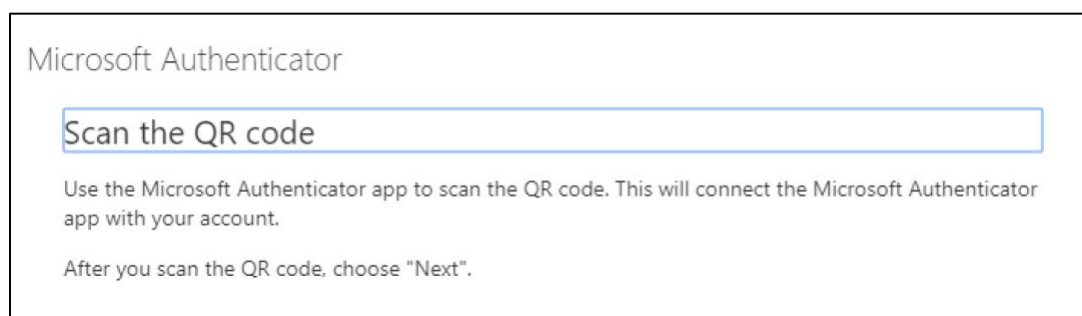 Microsoft Authenticator
Scan the QR code
Use the Microsoft Authenticator app to scan the QR code. This will connect the Microsoft Authenticator
app with your account.
After you scan the QR code, choose "Next".